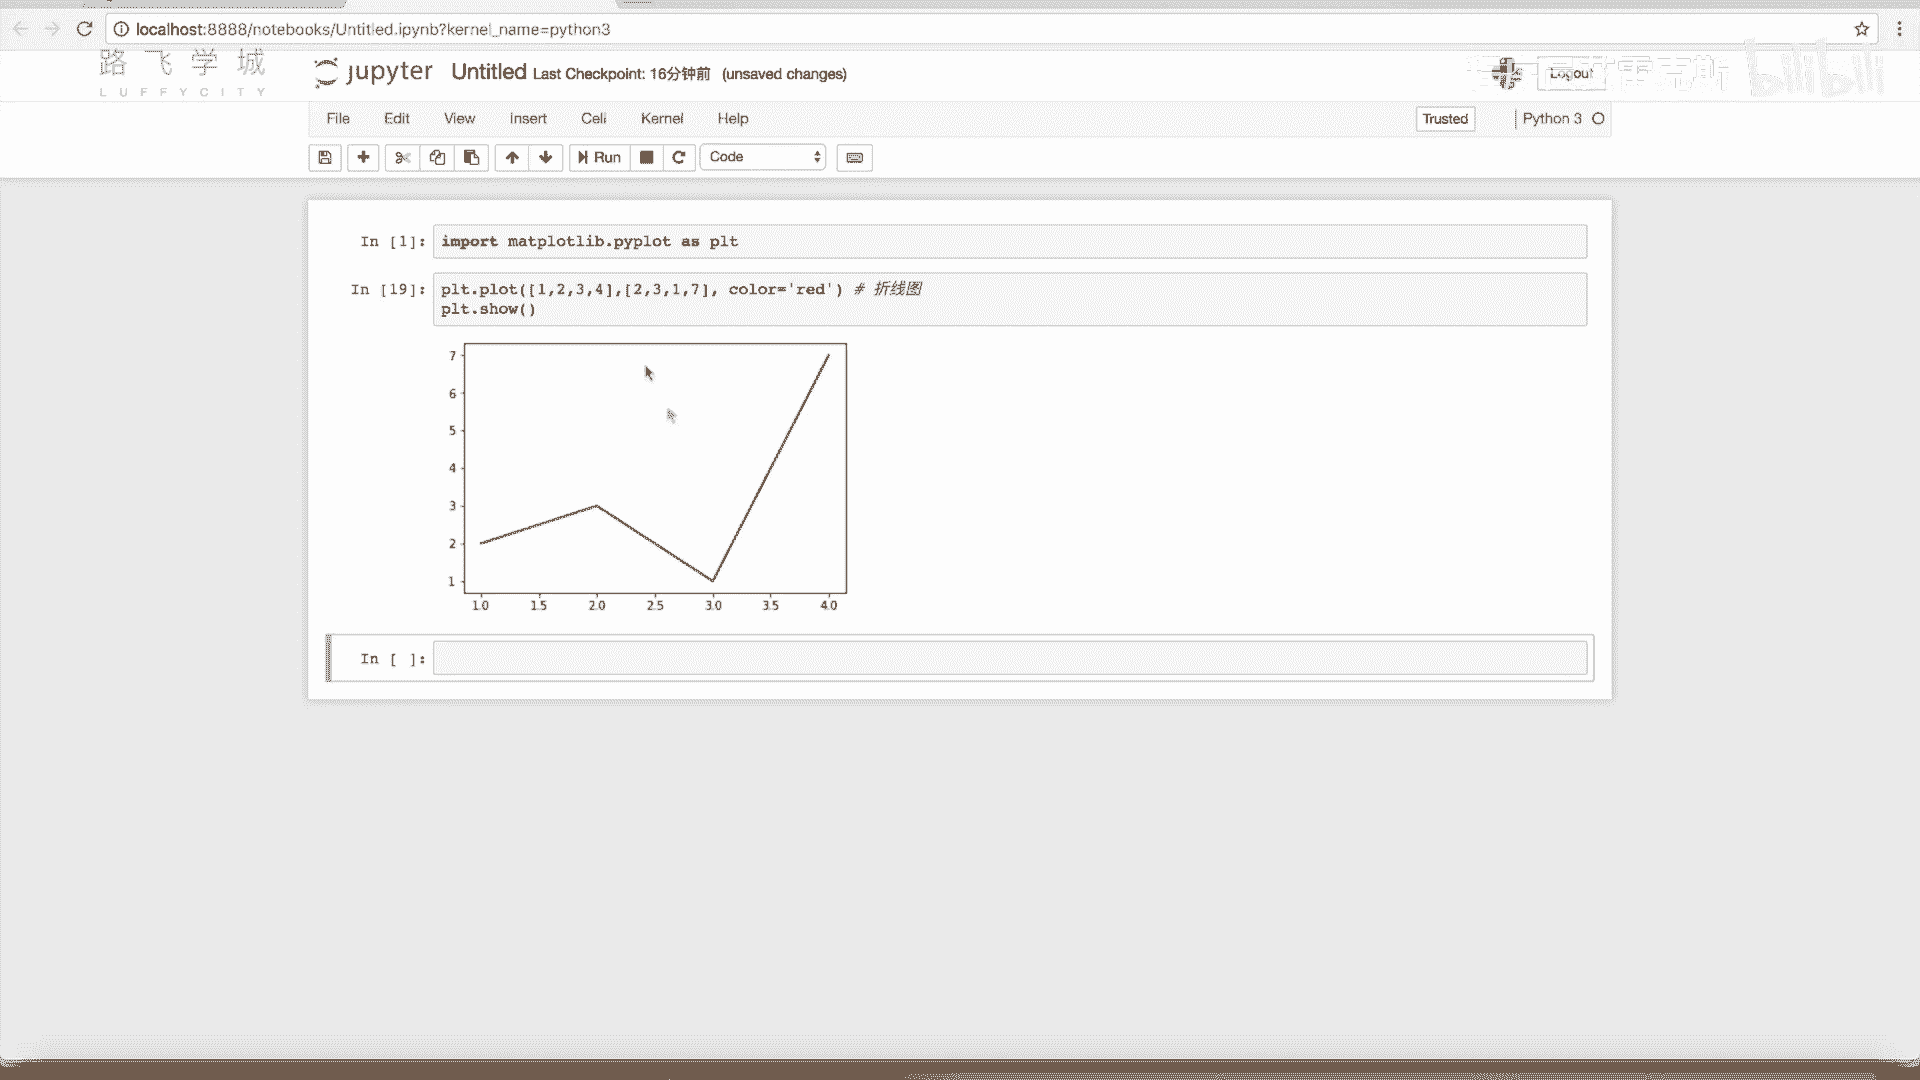 localhost:8888/notebooks/Untitled.ipynb?kernel_name=python3
路飞学城
LUFFYCITY
jupyter Untitled Last Checkpoint: 16分钟前 (unsaved changes)
Logout
bilibili
File Edit View Insert Cell Kernel Help
Trusted
Python 3
Run
Code
In [1]: import matplotlib.pyplot as plt
In [19]: plt.plot([1,2,3,4],[2,3,1,7], color='red') # 折线图
plt.show()
7
6
5
4
3
2
1
1.0 1.5 2.0 2.5 3.0 3.5 4.0
In [ ]: